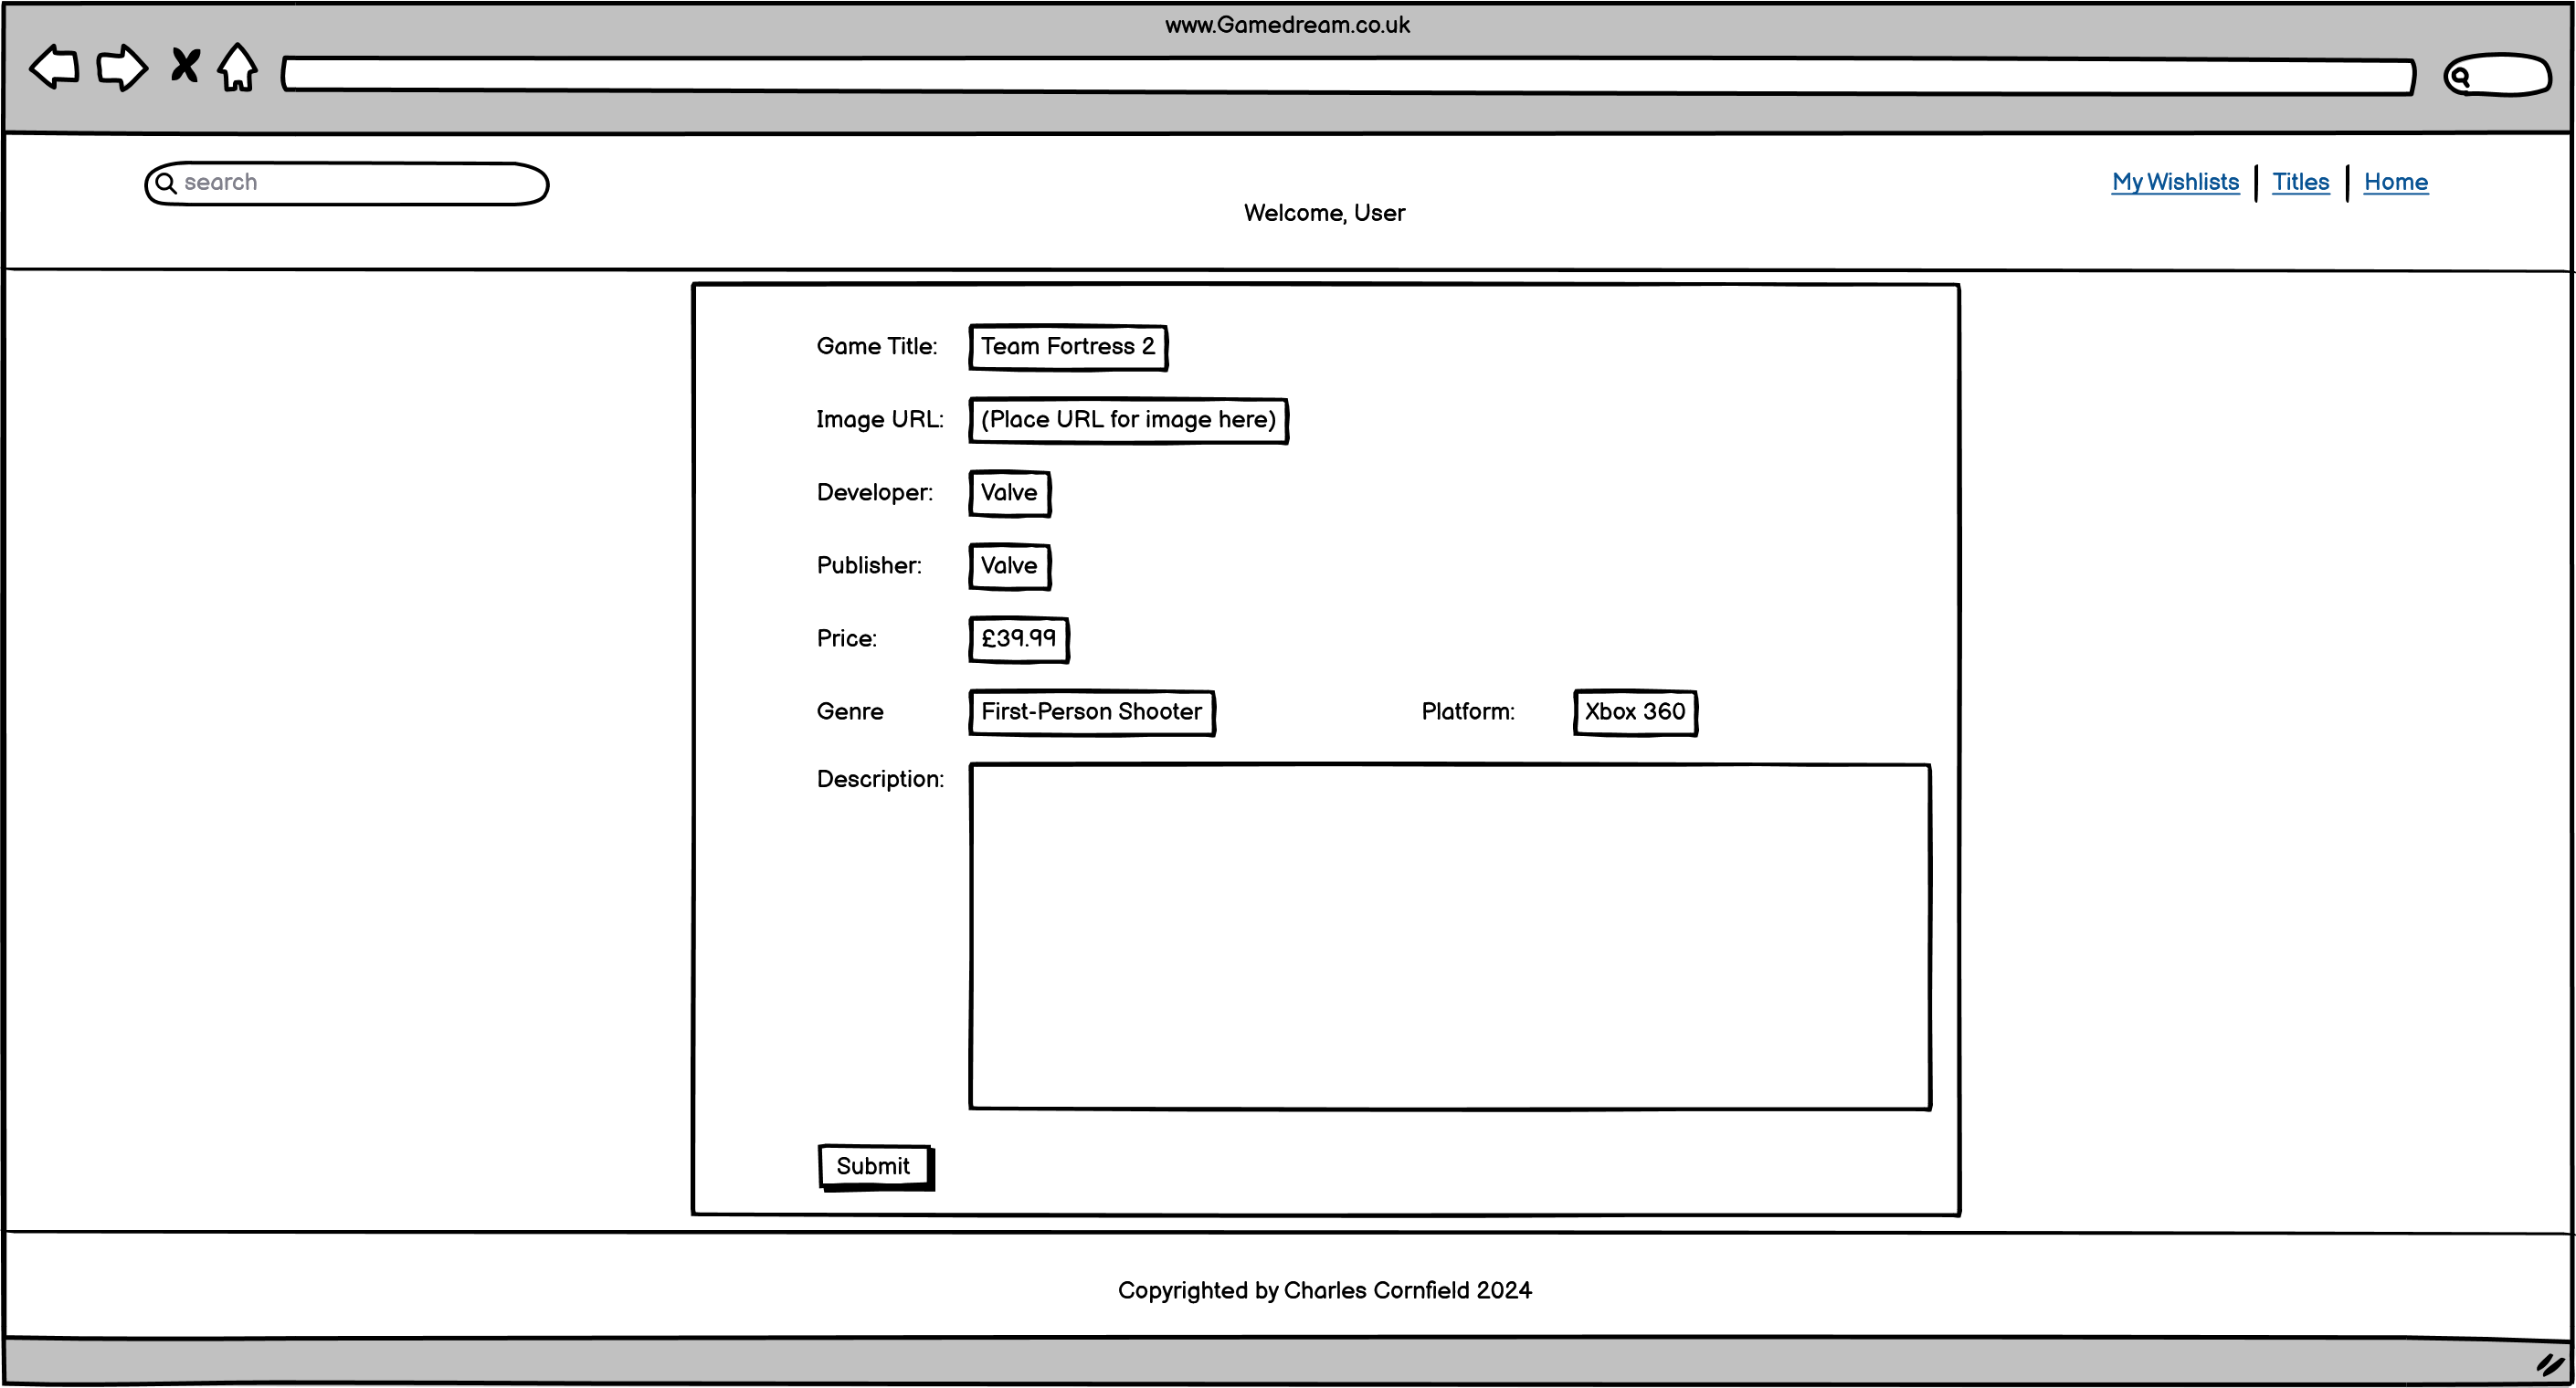 www.Gamedream.co.uk
search
My Wishlists Titles Home
Welcome, User
Game Title: Team Fortress 2
Image URL: (Place URL for image here)
Developer: Valve
Publisher: Valve
Price: £39.99
Genre First-Person Shooter Platform: Xbox 360
Description:
Submit
Copyrighted by Charles Cornfield 2024